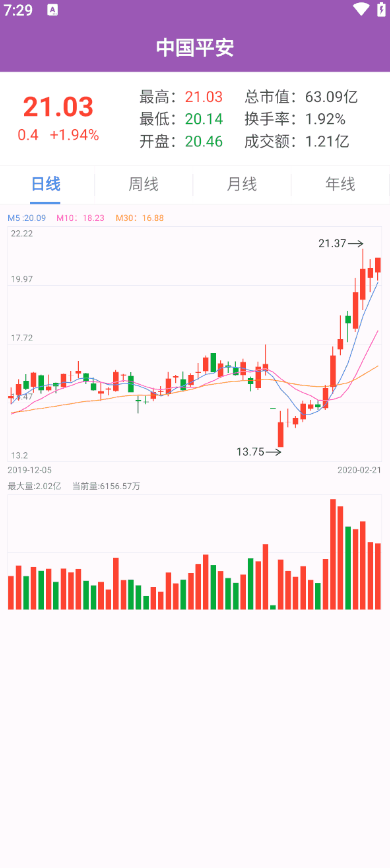 7:29 A
中国平安
21.03
0.4 +1.94%
最高：21.03 总市值：63.09亿
最低：20.14 换手率：1.92%
开盘：20.46 成交额：1.21亿
日线 周线 月线 年线
M5 :20.09 M10：18.23 M30：16.88
22.22
21.37
19.97
17.72
13.75
13.2
2019-12-05 2020-02-21
最大量:2.02亿 当前量:6156.57万